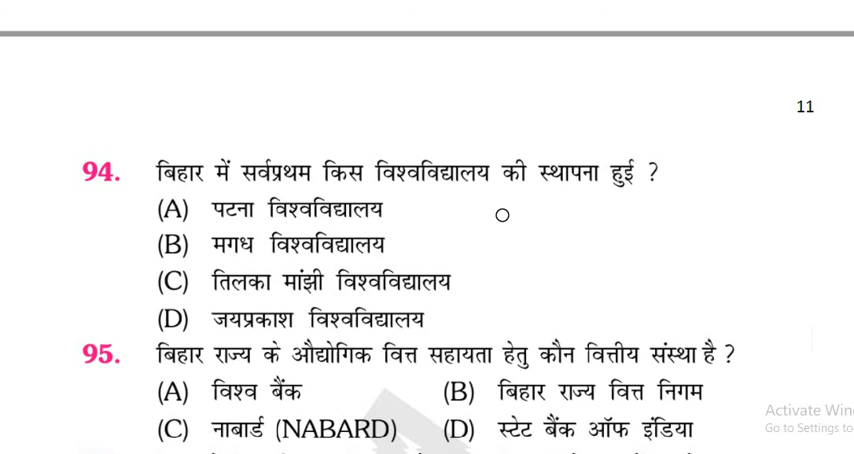 11
94. बिहार में सर्वप्रथम किस विश्वविद्यालय की स्थापना हुई ?
(A) पटना विश्वविद्यालय
(B) मगध विश्वविद्यालय
(C) तिलका मांझी विश्वविद्यालय
(D) जयप्रकाश विश्वविद्यालय
95. बिहार राज्य के औद्योगिक वित्त सहायता हेतु कौन वित्तीय संस्था है ?
(A) विश्व बैंक (B) बिहार राज्य वित्त निगम
(C) नाबार्ड (NABARD) (D) स्टेट बैंक ऑफ इंडिया
Activate Win
Go to Settings to